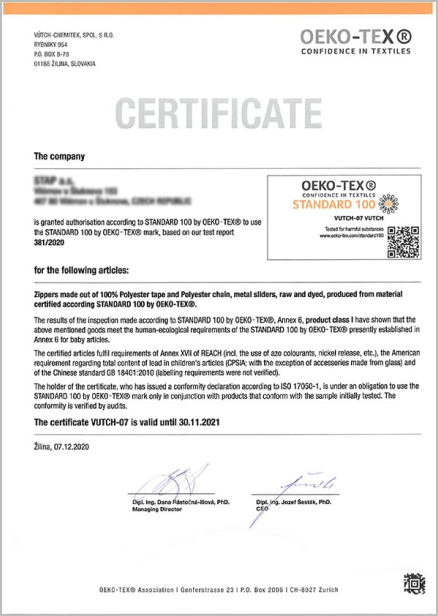 VÚTCH-CHEMITEX, SPOL. S R.O.
RYBNIKY 954
P.O. BOX B-78
01168 ŽILINA, SLOVAKIA
OEKO-TEX®
CONFIDENCE IN TEXTILES
CERTIFICATE
The company
CZECH REPUBLIC
is granted authorisation according to STANDARD 100 by OEKO-TEX® to use
the STANDARD 100 by OEKO-TEX® mark, based on our test report
381/2020
OEKO-TEX®
CONFIDENCE IN TEXTILES
STANDARD 100
VUTCH-07 VUTCH
Tested for harmful substances
www.oeko-tex.com/standard100
for the following articles:
Zippers made out of 100% Polyester tape and Polyester chain, metal sliders, raw and dyed, produced from material
certified according STANDARD 100 by OEKO-TEX®.
The results of the inspection made according to STANDARD 100 by OEKO-TEX®, Annex 6, product class I have shown that the
above mentioned goods meet the human-ecological requirements of the STANDARD 100 by OEKO-TEX® presently established in
Annex 6 for baby articles.
The certified articles fulfil requirements of Annex XVII of REACH (incl. the use of azo colourants, nickel release, etc.), the American
requirement regarding total content of lead in children's articles (CPSIA; with the exception of accessories made from glass) and
of the Chinese standard GB 18401:2010 (labelling requirements were not verified).
The holder of the certificate, who has issued a conformity declaration according to ISO 17050-1, is under an obligation to use the
STANDARD 100 by OEKO-TEX® mark only in conjunction with products that conform with the sample initially tested. The
conformity is verified by audits.
The certificate VUTCH-07 is valid until 30.11.2021
Žilina, 07.12.2020
Dipl. Ing. Dana Rástočná-Illová, PhD.
Managing Director
Dipl. Ing. Jozef Šesták, PhD.
CEO
OEKO-TEX® Association | Genferstrasse 23 | P.O. Box 2006 | CH-8027 Zurich